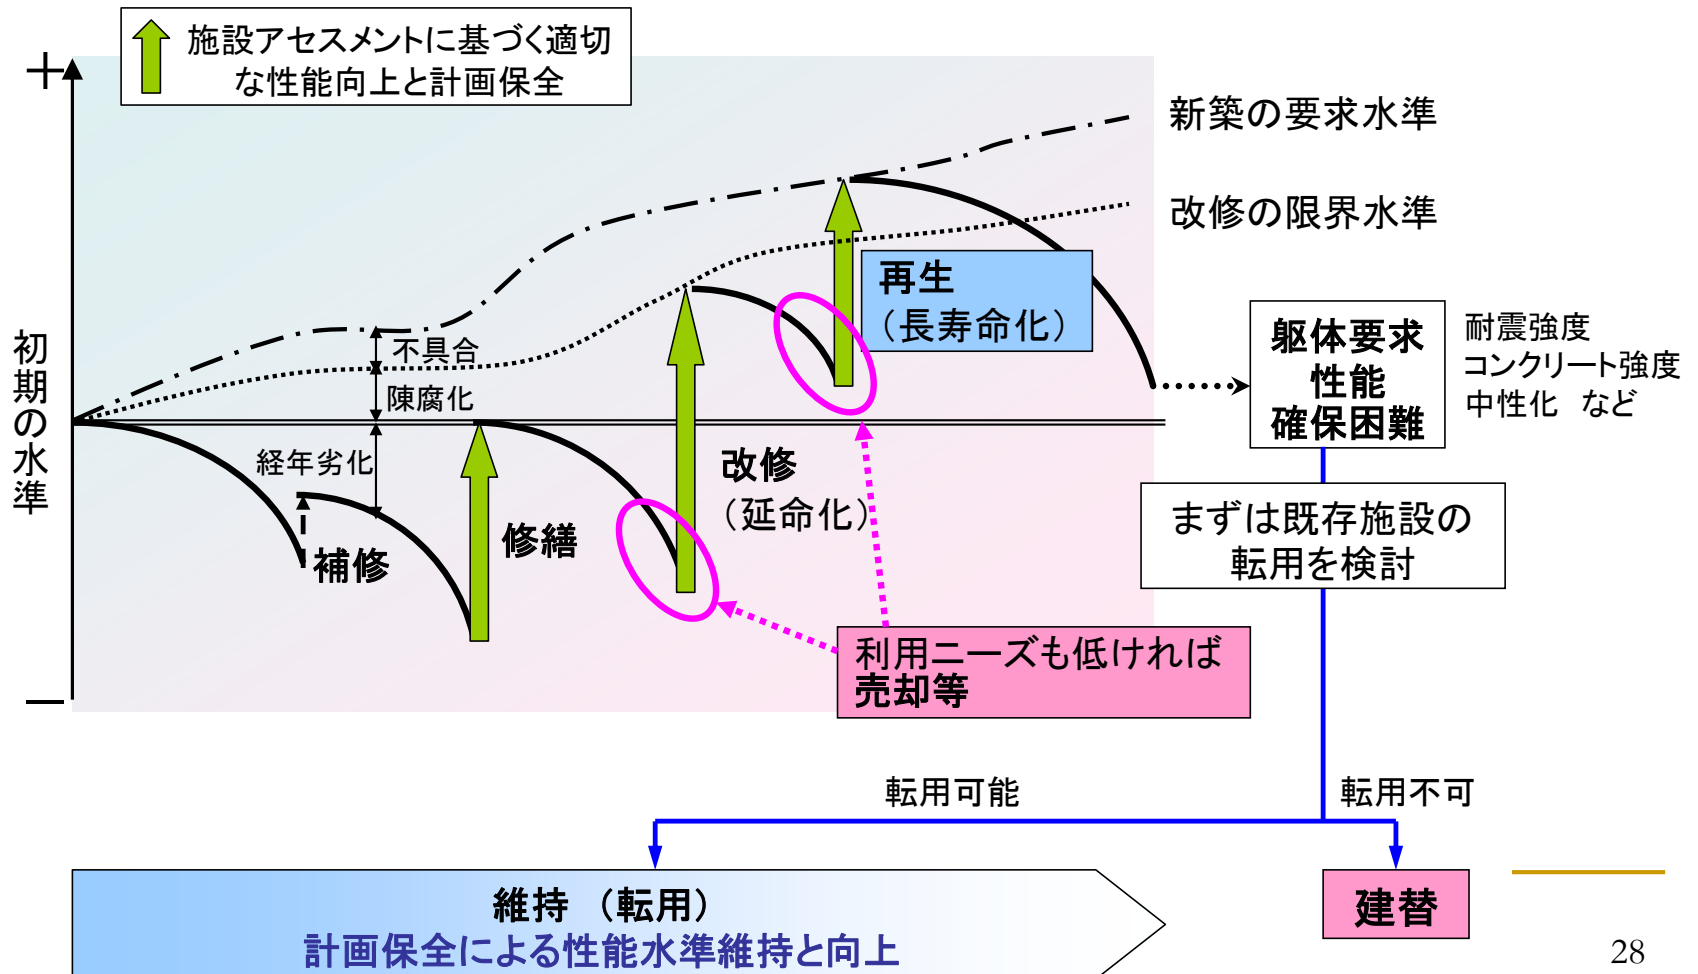 施設アセスメントに基づく適切
な性能向上と計画保全
＋
新築の要求水準
改修の限界水準
再生
（長寿命化）
初期の水準
不具合
陳腐化
躯体要求
性能
確保困難
耐震強度
コンクリート強度
中性化　など
経年劣化
改修
（延命化）
補修
修繕
まずは既存施設の
転用を検討
利用ニーズも低ければ
売却等
－
転用可能
転用不可
維持　（転用）
計画保全による性能水準維持と向上
建替
28